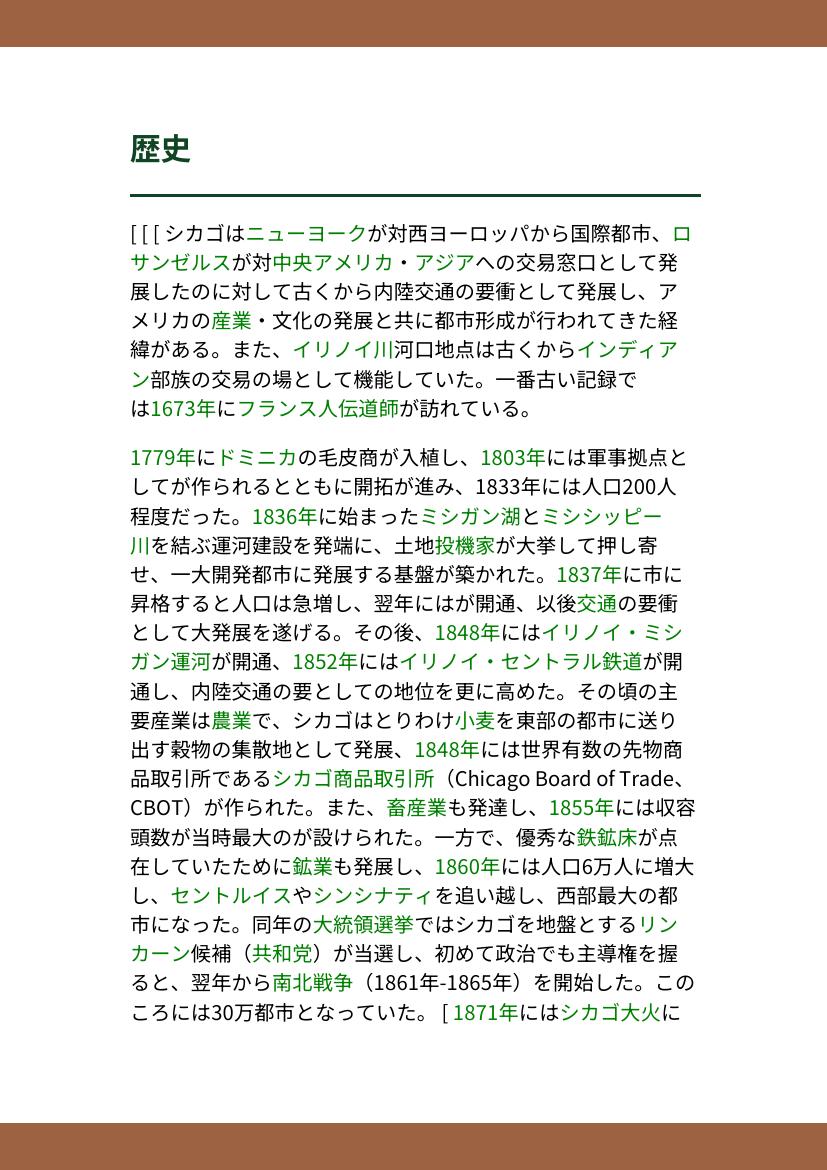 歴史
[ [ [ シカゴはニューヨークが対西ヨーロッパから国際都市、ロ
サンゼルスが対中央アメリカ・アジアへの交易窓口として発
展したのに対して古くから内陸交通の要衝として発展し、ア
メリカの産業・文化の発展と共に都市形成が行われてきた経
緯がある。また、イリノイ川河口地点は古くからインディア
ン部族の交易の場として機能していた。一番古い記録で
は1673年にフランス人伝道師が訪れている。
1779年にドミニカの毛皮商が入植し、1803年には軍事拠点と
してが作られるとともに開拓が進み、1833年には人口200人
程度だった。1836年に始まったミシガン湖とミシシッピー
川を結ぶ運河建設を発端に、土地投機家が大挙して押し寄
せ、一大開発都市に発展する基盤が築かれた。1837年に市に
昇格すると人口は急増し、翌年にはが開通、以後交通の要衝
として大発展を遂げる。その後、1848年にはイリノイ・ミシ
ガン運河が開通、1852年にはイリノイ・セントラル鉄道が開
通し、内陸交通の要としての地位を更に高めた。その頃の主
要産業は農業で、シカゴはとりわけ小麦を東部の都市に送り
出す穀物の集散地として発展、1848年には世界有数の先物商
品取引所であるシカゴ商品取引所（Chicago Board of Trade、
CBOT）が作られた。また、畜産業も発達し、1855年には収容
頭数が当時最大のが設けられた。一方で、優秀な鉄鉱床が点
在していたために鉱業も発展し、1860年には人口6万人に増大
し、セントルイスやシンシナティを追い越し、西部最大の都
市になった。同年の大統領選挙ではシカゴを地盤とするリン
カーン候補（共和党）が当選し、初めて政治でも主導権を握
ると、翌年から南北戦争（1861年-1865年）を開始した。この
ころには30万都市となっていた。 [ 1871年にはシカゴ大火に